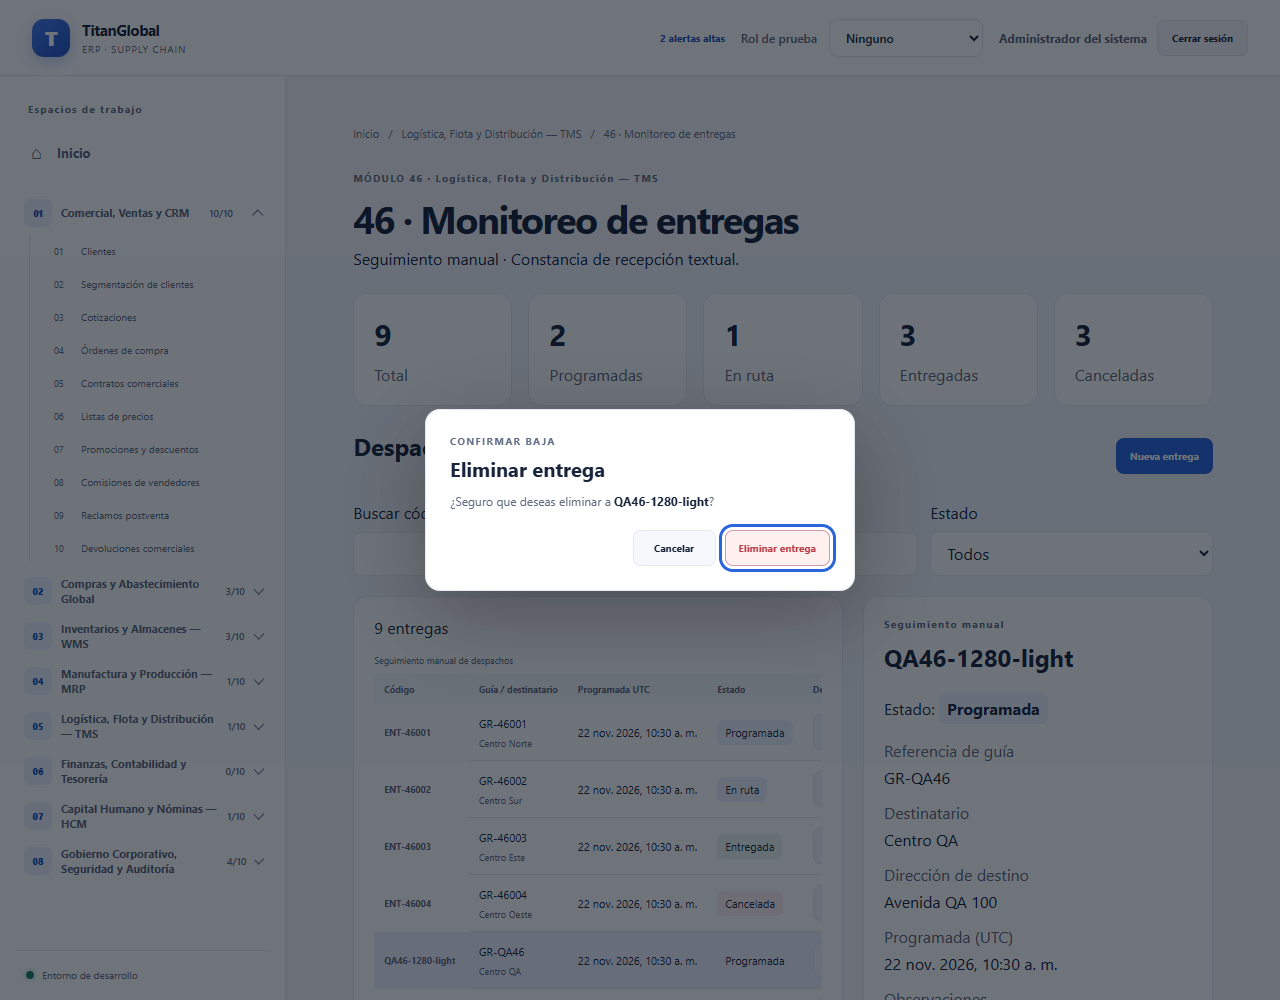 T
TitanGlobal
ERP · SUPPLY CHAIN
2 alertas altas
Rol de prueba
Ninguno
Administrador del sistema
Cerrar sesión
Espacios de trabajo
Inicio
01 Comercial, Ventas y CRM 10/10
01 Clientes
02 Segmentación de clientes
03 Cotizaciones
04 Órdenes de compra
05 Contratos comerciales
06 Listas de precios
07 Promociones y descuentos
08 Comisiones de vendedores
09 Reclamos postventa
10 Devoluciones comerciales
02 Compras y Abastecimiento
Global
3/10
03 Inventarios y Almacenes —
WMS
3/10
04 Manufactura y Producción —
MRP
1/10
05 Logística, Flota y Distribución
— TMS
1/10
06 Finanzas, Contabilidad y
Tesorería
0/10
07 Capital Humano y Nóminas —
HCM
1/10
08 Gobierno Corporativo,
Seguridad y Auditoría
4/10
Entorno de desarrollo
Inicio / Logística, Flota y Distribución — TMS / 46 · Monitoreo de entregas
MÓDULO 46 · Logística, Flota y Distribución — TMS
46 · Monitoreo de entregas
Seguimiento manual · Constancia de recepción textual.
9
Total
2
Programadas
1
En ruta
3
Entregadas
3
Canceladas
Nueva entrega
CONFIRMAR BAJA
Eliminar entrega
¿Seguro que deseas eliminar a QA46-1280-light?
Cancelar
Eliminar entrega
Buscar
Estado
Todos
9 entregas
Seguimiento manual de despachos
Código Guía / destinatario Programada UTC Estado
ENT-46001 GR-46001 22 nov. 2026, 10:30 a. m. Programada
Centro Norte
ENT-46002 GR-46002 22 nov. 2026, 10:30 a. m. En ruta
Centro Sur
ENT-46003 GR-46003 22 nov. 2026, 10:30 a. m. Entregada
Centro Este
ENT-46004 GR-46004 22 nov. 2026, 10:30 a. m. Cancelada
Centro Oeste
QA46-1280-light GR-QA46 22 nov. 2026, 10:30 a. m. Programada
Centro QA
Seguimiento manual
QA46-1280-light
Estado: Programada
Referencia de guía
GR-QA46
Destinatario
Centro QA
Dirección de destino
Avenida QA 100
Programada (UTC)
22 nov. 2026, 10:30 a. m.
Observaciones